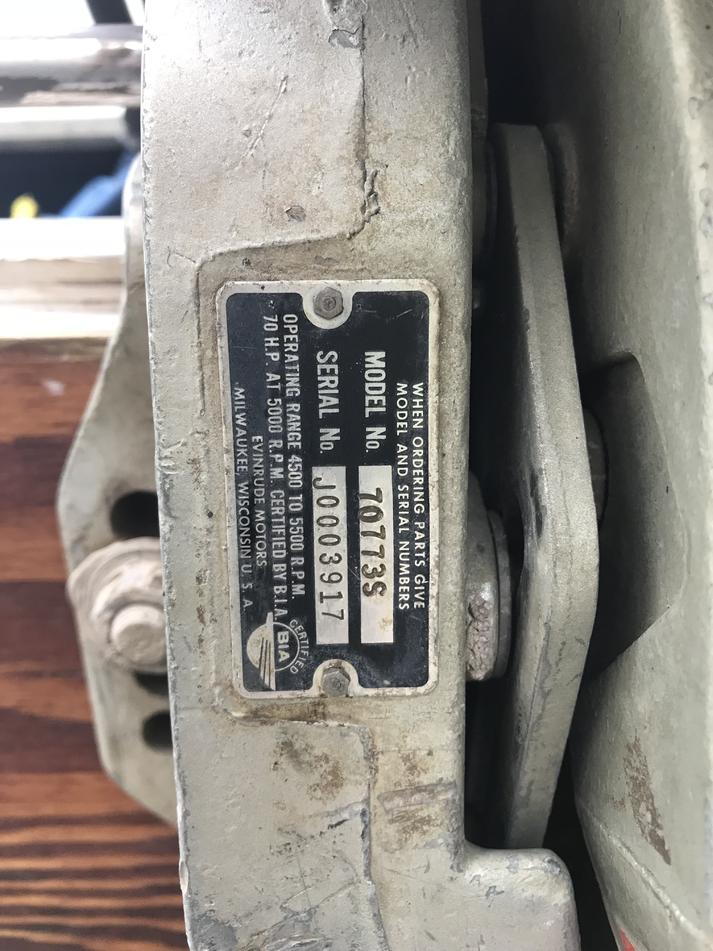 WHEN ORDERING PARTS GIVE
MODEL AND SERIAL NUMBERS
MODEL No. 70773S
SERIAL No. J0003917
OPERATING RANGE 4500 TO 5500 R.P.M.
70 H.P. AT 5000 R.P.M. CERTIFIED BY B.I.A.
EVINRUDE MOTORS
MILWAUKEE, WISCONSIN U. S. A.
CERTIFIED
BIA